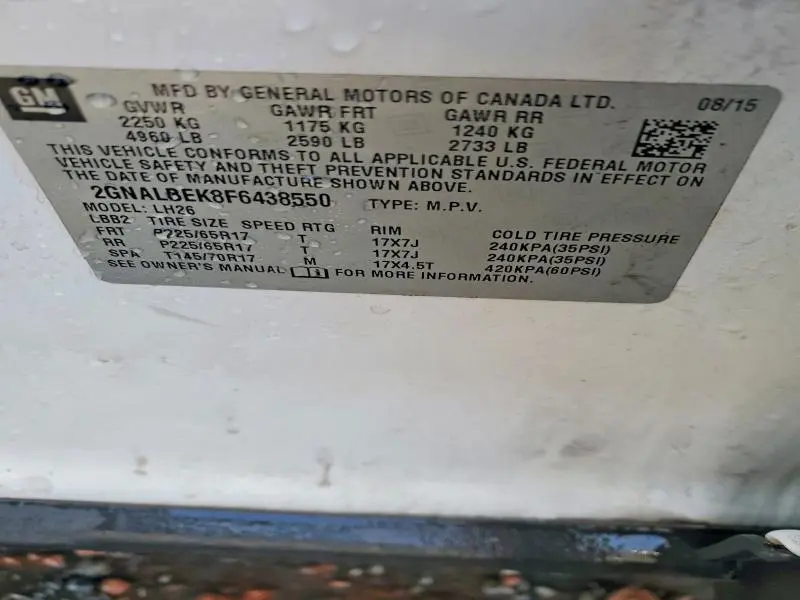 GM
MFD BY GENERAL MOTORS OF CANADA LTD. 08/15
GVWR GAWR FRT GAWR RR
2250 KG 1175 KG 1240 KG
4960 LB 2590 LB 2733 LB
THIS VEHICLE CONFORMS TO ALL APPLICABLE U.S. FEDERAL MOTOR
VEHICLE SAFETY AND THEFT PREVENTION STANDARDS IN EFFECT ON
THE DATE OF MANUFACTURE SHOWN ABOVE.
2GNALBEK8F6438550 TYPE: M.P.V.
MODEL: LH26
LBB2 TIRE SIZE SPEED RTG RIM COLD TIRE PRESSURE
FRT P225/65R17 T 17X7J 240KPA(35PSI)
RR P225/65R17 T 17X7J 240KPA(35PSI)
SPA T145/70R17 M 17X4.5T 420KPA(60PSI)
SEE OWNER'S MANUAL FOR MORE INFORMATION.